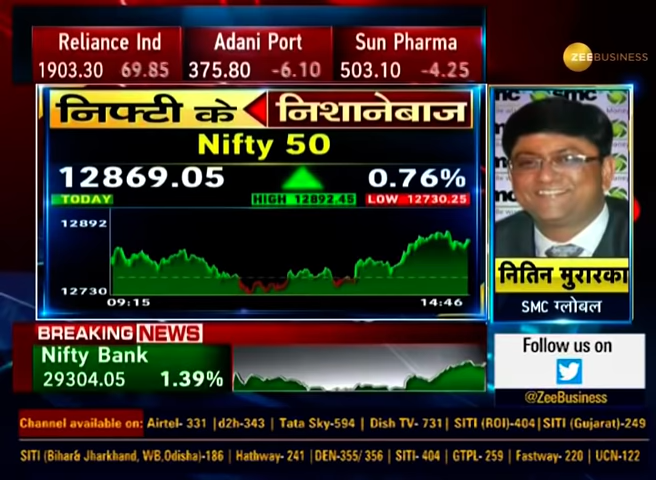 Reliance Ind
1903.30 69.85
Adani Port
375.80 -6.10
Sun Pharma
503.10 -4.25
ZEE BUSINESS
निफ्टी के निशानेबाज
Nifty 50
12869.05 0.76%
TODAY HIGH 12892.45 LOW 12730.25
12892
12730
09:15 14:46
smc
नितिन मुरारका
SMC ग्लोबल
BREAKING NEWS
Nifty Bank
29304.05 1.39%
Follow us on
@ZeeBusiness
Channel available on: Airtel- 331 |d2h-343 | Tata Sky-594 | Dish TV- 731| SITI (ROI)-404|SITI (Gujarat)-249
SITI (Bihar& Jharkhand, WB,Odisha)-186 | Hathway- 241 |DEN-355/ 356 | SITI- 404 | GTPL- 259 | Fastway- 220 | UCN-122